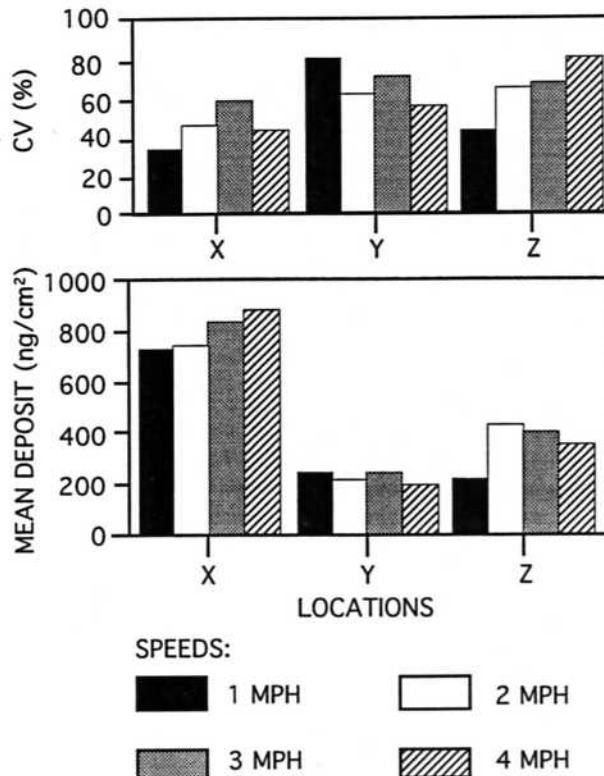 CV (%)
100
80
60
40
20
0
X Y Z
MEAN DEPOSIT (ng/cm²)
1000
800
600
400
200
0
X Y Z
LOCATIONS
SPEEDS:
1 MPH 2 MPH
3 MPH 4 MPH